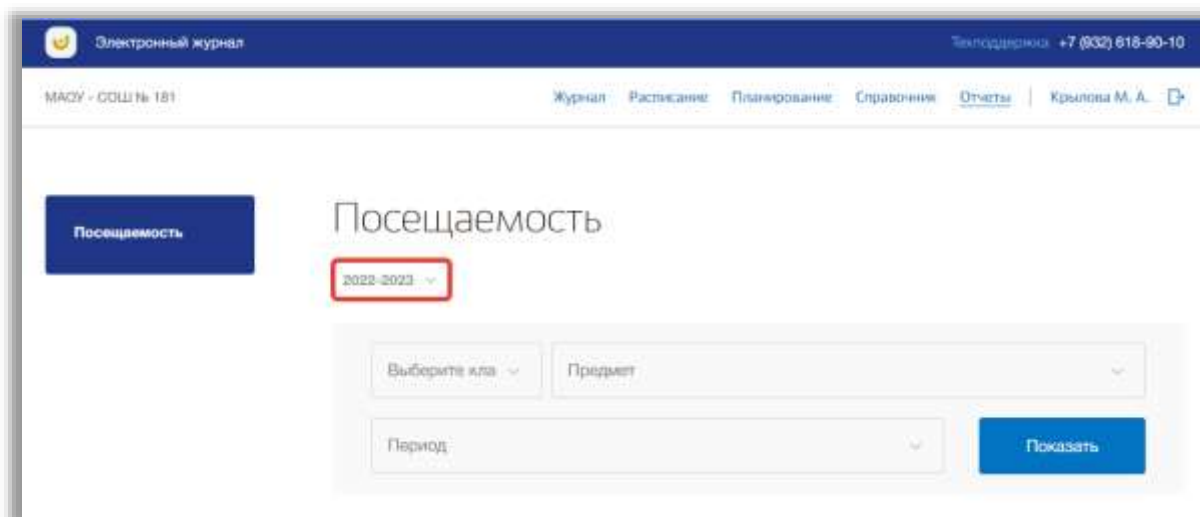 Электронный журнал
Техподдержка +7 (932) 618-90-10
МАОУ - СОШ № 181
Журнал Расписание Планирование Справочник Отчеты Крылова М. А.
Посещаемость
Посещаемость
2022-2023
Выберите кла
Предмет
Период
Показать